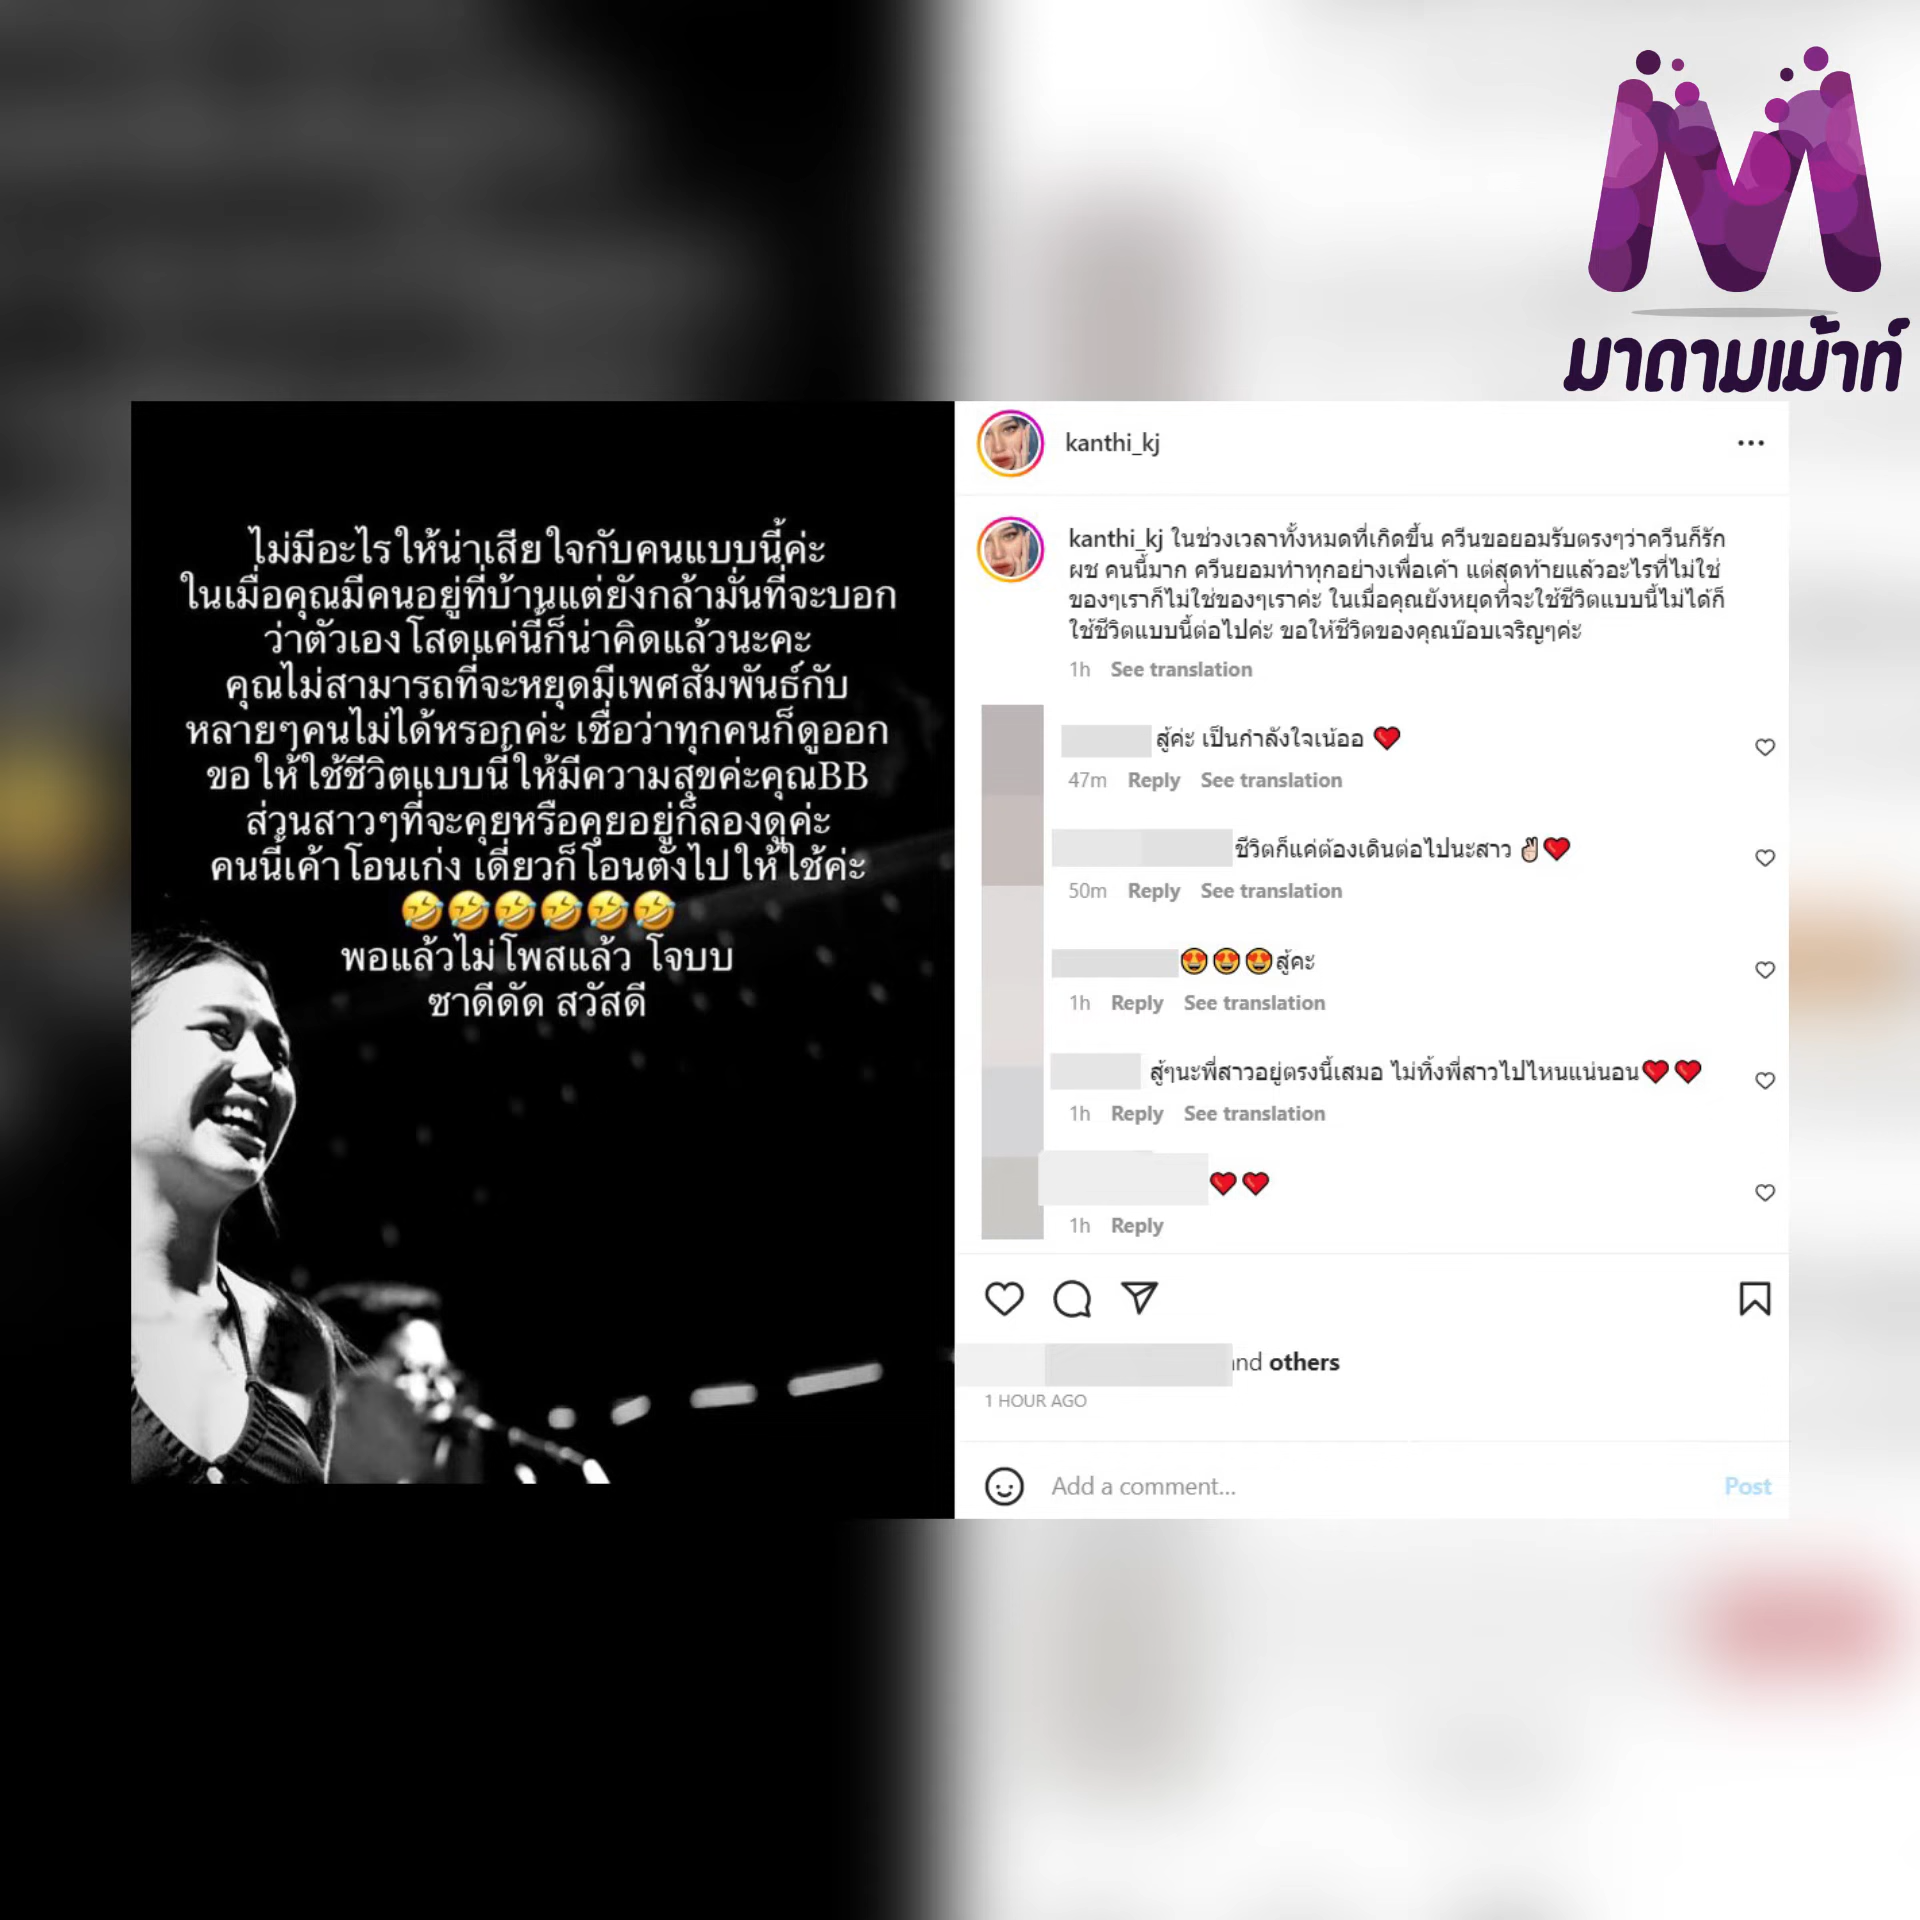 มาดามเม้าท์
ไม่มีอะไรให้น่าเสียใจกับคนแบบนี้ค่ะ
ในเมื่อคุณมีคนอยู่ที่บ้านแต่ยังกล้ามั่นที่จะบอก
ว่าตัวเองโสดแค่นี้ก็น่าคิดแล้วนะคะ
คุณไม่สามารถที่จะหยุดมีเพศสัมพันธ์กับ
หลายๆคนไม่ได้หรอกค่ะ เชื่อว่าทุกคนก็ดูออก
ขอให้ใช้ชีวิตแบบนี้ให้มีความสุขค่ะคุณBB
ส่วนสาวๆที่จะคุยหรือคุยอยู่ก็ลองดูค่ะ
คนนี้เค้าโอนเก่ง เดี๋ยวก็โอนตังไปให้ใช้ค่ะ
🤣🤣🤣🤣🤣🤣
พอแล้วไม่โพสแล้ว โจบบ
ซาดีดัด สวัสดี
kanthi_kj
kanthi_kj ในช่วงเวลาทั้งหมดที่เกิดขึ้น ควีนขอยอมรับตรงๆว่าควีนก็รัก
ผช คนนี้มาก ควีนยอมทำทุกอย่างเพื่อเค้า แต่สุดท้ายแล้วอะไรที่ไม่ใช่
ของๆเราก็ไม่ใช่ของๆเราค่ะ ในเมื่อคุณยังหยุดที่จะใช้ชีวิตแบบนี้ไม่ได้ก็
ใช้ชีวิตแบบนี้ต่อไปค่ะ ขอให้ชีวิตของคุณบ๊อบเจริญๆค่ะ
1h See translation
สู้ค่ะ เป็นกำลังใจเน้ออ ❤️
47m Reply See translation
ชีวิตก็แค่ต้องเดินต่อไปนะสาว ✌🏻❤️
50m Reply See translation
😍😍😍สู้คะ
1h Reply See translation
สู้ๆนะพี่สาวอยู่ตรงนี้เสมอ ไม่ทิ้งพี่สาวไปไหนแน่นอน❤️❤️
1h Reply See translation
❤️❤️
1h Reply
and others
1 HOUR AGO
Add a comment... Post